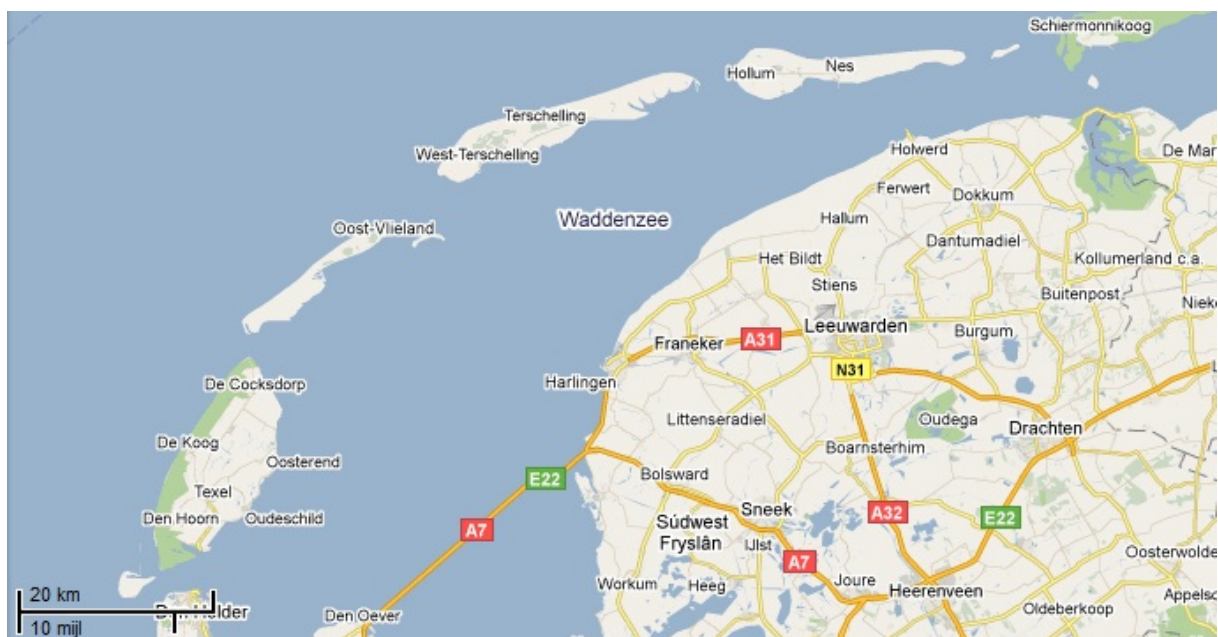 Schiermonnikoog
Hollum
Nes
Terschelling
West-Terschelling
Holwerd
De Mar
Ferwert
Dokkum
Waddenzee
Hallum
Oost-Vlieland
Dantumadiel
Het Bildt
Kollumerland c.a.
Stiens
Buitenpost
Nieke
Leeuwarden
Burgum
A31
Franeker
N31
De Cocksdorp
Harlingen
Littenseradiel
Oudega
Drachten
De Koog
Boarnsterhim
Oosterend
Bolsward
E22
Texel
Sneek
A32
E22
Den Hoorn
Oudeschild
Súdwest
Fryslân
A7
IJlst
A7
Oosterwolde
Workum
Heeg
Joure
Heerenveen
Appelsc
20 km
Den Helder
Den Oever
Oldeberkoop
10 mijl